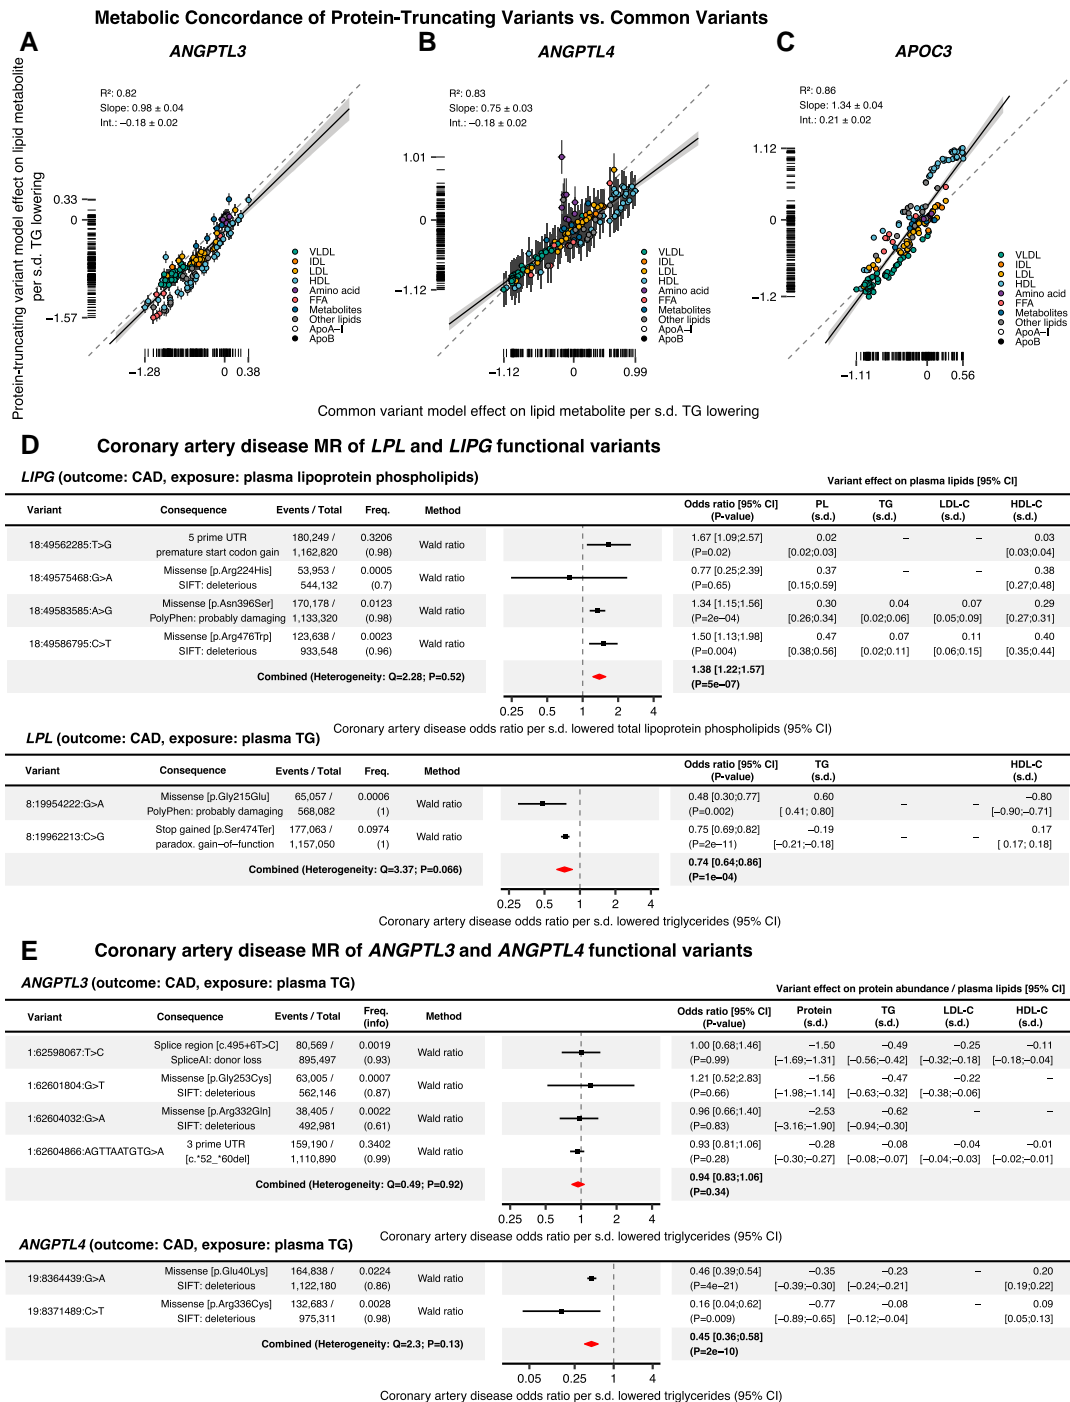 Metabolic Concordance of Protein-Truncating Variants vs. Common Variants
A
B
C
ANGPTL3
ANGPTL4
APOC3
Protein-truncating variant model effect on lipid metabolite
per s.d. TG lowering
R²: 0.82
Slope: 0.98 ± 0.04
Int.: −0.18 ± 0.02
0.33
0
−1.57
−1.28
0
0.38
VLDL
IDL
LDL
HDL
Amino acid
FFA
Metabolites
Other lipids
ApoA−I
ApoB
R²: 0.83
Slope: 0.75 ± 0.03
Int.: −0.18 ± 0.02
1.01
0
−1.12
−1.12
0
0.99
VLDL
IDL
LDL
HDL
Amino acid
FFA
Metabolites
Other lipids
ApoA−I
ApoB
R²: 0.86
Slope: 1.34 ± 0.04
Int.: 0.21 ± 0.02
1.12
0
−1.2
−1.11
0
0.56
VLDL
IDL
LDL
HDL
Amino acid
FFA
Metabolites
Other lipids
ApoA−I
ApoB
Common variant model effect on lipid metabolite per s.d. TG lowering
D Coronary artery disease MR of LPL and LIPG functional variants
LIPG (outcome: CAD, exposure: plasma lipoprotein phospholipids)
Variant effect on plasma lipids [95% CI]
Variant Consequence Events / Total Freq. Method Odds ratio [95% CI] PL TG LDL-C HDL-C
(P-value) (s.d.) (s.d.) (s.d.) (s.d.)
18:49562285:T>G 5 prime UTR 180,249 / 0.3206 Wald ratio 1.67 [1.09;2.57] 0.02 – – 0.03
premature start codon gain 1,162,820 (0.98) (P=0.02) [0.02;0.03] [0.03;0.04]
18:49575468:G>A Missense [p.Arg224His] 53,953 / 0.0005 Wald ratio 0.77 [0.25;2.39] 0.37 – – 0.38
SIFT: deleterious 544,132 (0.7) (P=0.65) [0.15;0.59] [0.27;0.48]
18:49583585:A>G Missense [p.Asn396Ser] 170,178 / 0.0123 Wald ratio 1.34 [1.15;1.56] 0.30 0.04 0.07 0.29
PolyPhen: probably damaging 1,133,320 (0.98) (P=2e−04) [0.26;0.34] [0.02;0.06] [0.05;0.09] [0.27;0.31]
18:49586795:C>T Missense [p.Arg476Trp] 123,638 / 0.0023 Wald ratio 1.50 [1.13;1.98] 0.47 0.07 0.11 0.40
SIFT: deleterious 933,548 (0.96) (P=0.004) [0.38;0.56] [0.02;0.11] [0.06;0.15] [0.35;0.44]
Combined (Heterogeneity: Q=2.28; P=0.52) 1.38 [1.22;1.57]
(P=5e−07)
0.25 0.5 1 2 4
Coronary artery disease odds ratio per s.d. lowered total lipoprotein phospholipids (95% CI)
LPL (outcome: CAD, exposure: plasma TG)
Variant Consequence Events / Total Freq. Method Odds ratio [95% CI] TG HDL-C
(P-value) (s.d.) (s.d.)
8:19954222:G>A Missense [p.Gly215Glu] 65,057 / 0.0006 Wald ratio 0.48 [0.30;0.77] 0.60 – – −0.80
PolyPhen: probably damaging 568,082 (1) (P=0.002) [ 0.41; 0.80] [−0.90;−0.71]
8:19962213:C>G Stop gained [p.Ser474Ter] 177,063 / 0.0974 Wald ratio 0.75 [0.69;0.82] −0.19 – – 0.17
paradox. gain−of−function 1,157,050 (1) (P=2e−11) [−0.21;−0.18] [ 0.17; 0.18]
Combined (Heterogeneity: Q=3.37; P=0.066) 0.74 [0.64;0.86]
(P=1e−04)
0.25 0.5 1 2 4
Coronary artery disease odds ratio per s.d. lowered triglycerides (95% CI)
E Coronary artery disease MR of ANGPTL3 and ANGPTL4 functional variants
ANGPTL3 (outcome: CAD, exposure: plasma TG)
Variant effect on protein abundance / plasma lipids [95% CI]
Variant Consequence Events / Total Freq. Method Odds ratio [95% CI] Protein TG LDL-C HDL-C
(info) (P-value) (s.d.) (s.d.) (s.d.) (s.d.)
1:62598067:T>C Splice region [c.495+6T>C] 80,569 / 0.0019 Wald ratio 1.00 [0.68;1.46] −1.50 −0.49 −0.25 −0.11
SpliceAI: donor loss 895,497 (0.93) (P=0.99) [−1.69;−1.31] [−0.56;−0.42] [−0.32;−0.18] [−0.18;−0.04]
1:62601804:G>T Missense [p.Gly253Cys] 63,005 / 0.0007 Wald ratio 1.21 [0.52;2.83] −1.56 −0.47 −0.22 –
SIFT: deleterious 562,146 (0.87) (P=0.66) [−1.98;−1.14] [−0.63;−0.32] [−0.38;−0.06]
1:62604032:G>A Missense [p.Arg332Gln] 38,405 / 0.0022 Wald ratio 0.96 [0.66;1.40] −2.53 −0.62 – –
SIFT: deleterious 492,981 (0.61) (P=0.83) [−3.16;−1.90] [−0.94;−0.30]
1:62604866:AGTTAATGTG>A 3 prime UTR 159,190 / 0.3402 Wald ratio 0.93 [0.81;1.06] −0.28 −0.08 −0.04 −0.01
[c.*52_*60del] 1,110,890 (0.99) (P=0.28) [−0.30;−0.27] [−0.08;−0.07] [−0.04;−0.03] [−0.02;−0.01]
Combined (Heterogeneity: Q=0.49; P=0.92) 0.94 [0.83;1.06]
(P=0.34)
0.25 0.5 1 2 4
Coronary artery disease odds ratio per s.d. lowered triglycerides (95% CI)
ANGPTL4 (outcome: CAD, exposure: plasma TG)
19:8364439:G>A Missense [p.Glu40Lys] 164,838 / 0.0224 Wald ratio 0.46 [0.39;0.54] −0.35 −0.23 – 0.20
SIFT: deleterious 1,122,180 (0.86) (P=4e−21) [−0.39;−0.30] [−0.24;−0.21] [0.19;0.22]
19:8371489:C>T Missense [p.Arg336Cys] 132,683 / 0.0028 Wald ratio 0.16 [0.04;0.62] −0.77 −0.08 – 0.09
SIFT: deleterious 975,311 (0.98) (P=0.009) [−0.89;−0.65] [−0.12;−0.04] [0.05;0.13]
Combined (Heterogeneity: Q=2.3; P=0.13) 0.45 [0.36;0.58]
(P=2e−10)
0.05 0.25 1
Coronary artery disease odds ratio per s.d. lowered triglycerides (95% CI)